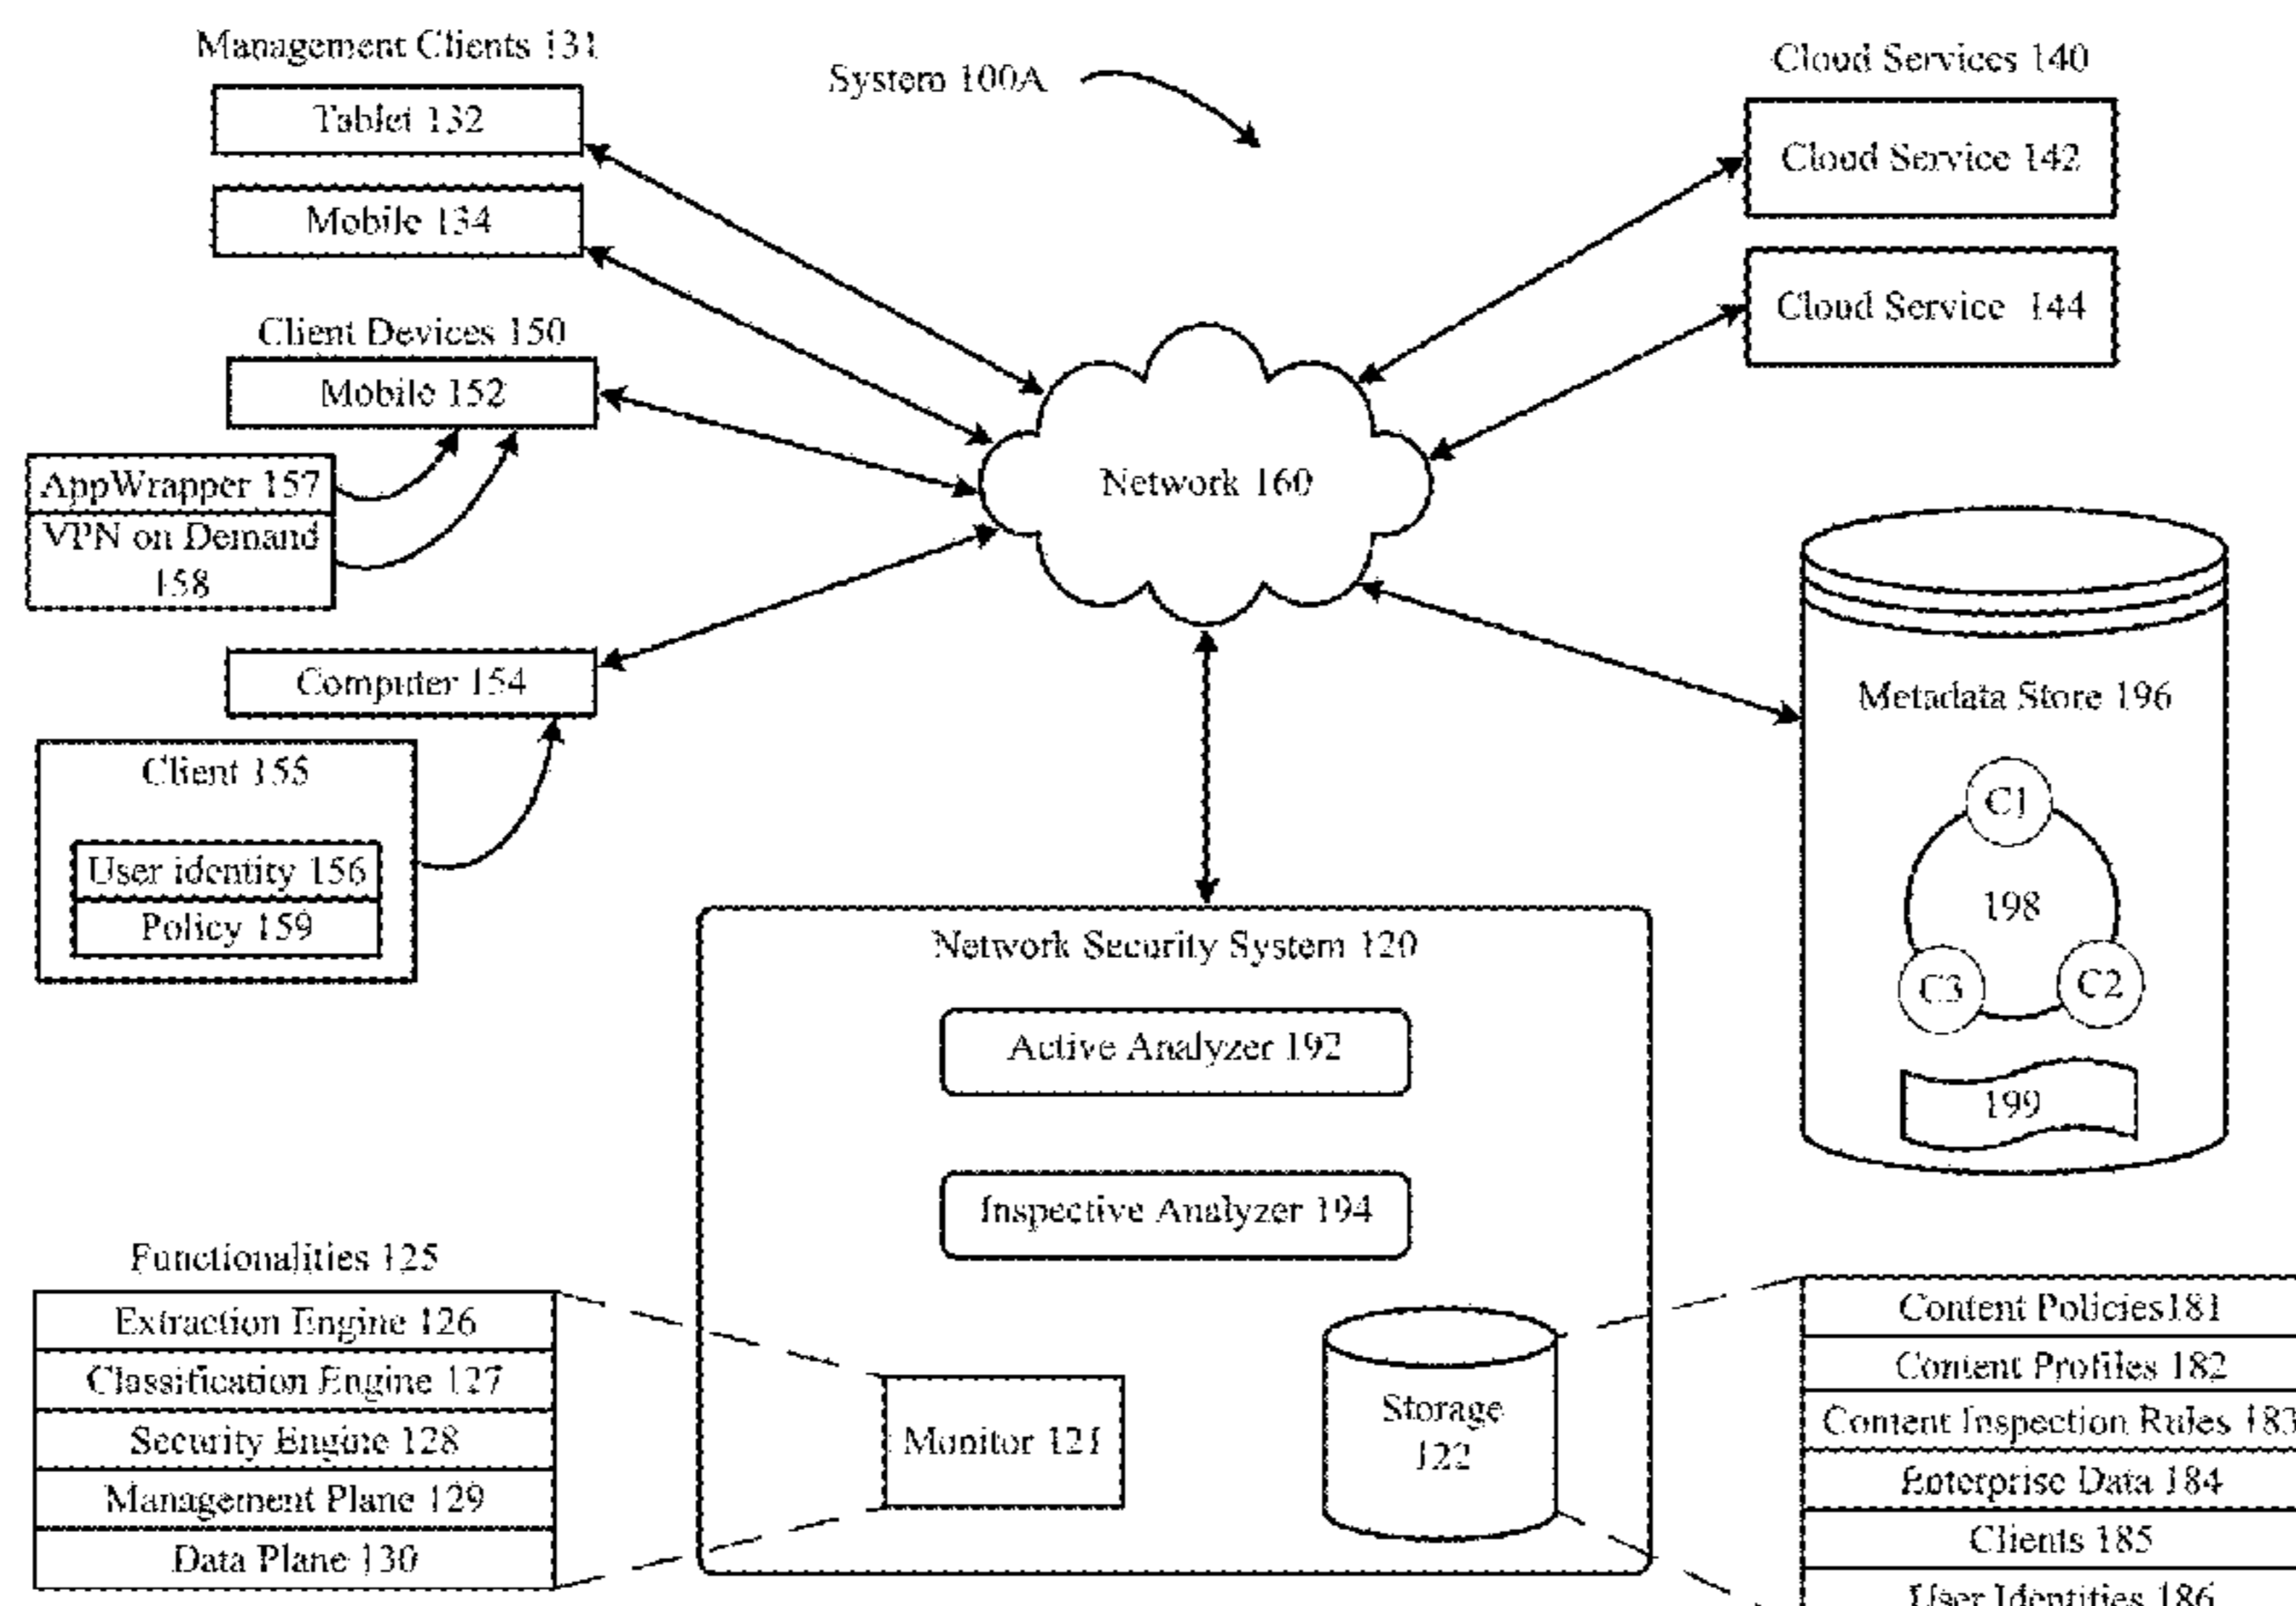 Management Clients 131
Tablet 132
Mobile 134
System 100A
Cloud Services 140
Cloud Service 142
Cloud Service 144
Client Devices 150
Mobile 152
AppWrapper 157
VPN on Demand
158
Computer 154
Client 155
User identity 156
Policy 159
Network 160
Metadata Store 196
C1
198
C3
C2
199
Network Security System 120
Active Analyzer 192
Inspective Analyzer 194
Monitor 121
Storage
122
Functionalities 125
Extraction Engine 126
Classification Engine 127
Security Engine 128
Management Plane 129
Data Plane 130
Content Policies181
Content Profiles 182
Content Inspection Rules 183
Enterprise Data 184
Clients 185
User Identities 186